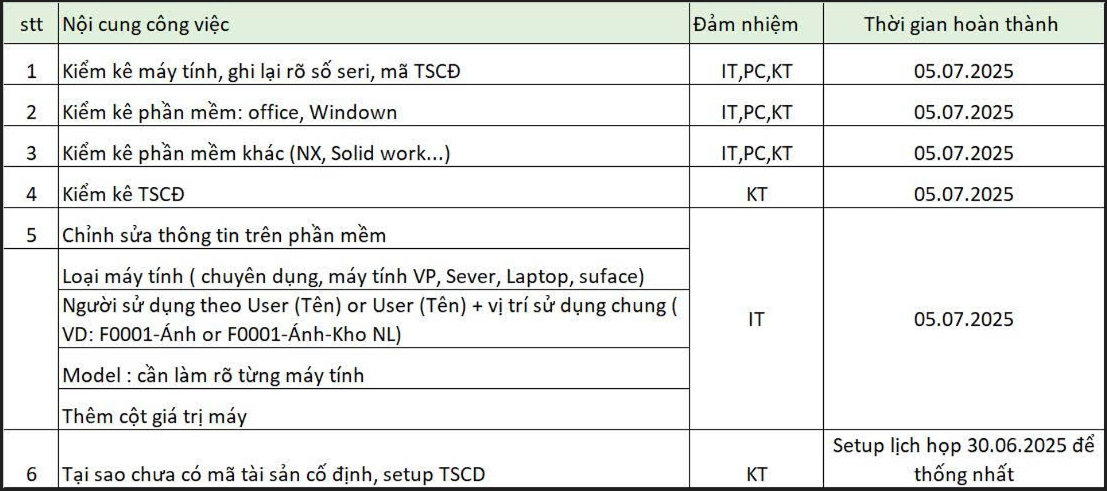 stt Nội cung công việc Đảm nhiệm Thời gian hoàn thành
1 Kiểm kê máy tính, ghi lại rõ số seri, mã TSCĐ IT,PC,KT 05.07.2025
2 Kiểm kê phần mềm: office, Windown IT,PC,KT 05.07.2025
3 Kiểm kê phần mềm khác (NX, Solid work...) IT,PC,KT 05.07.2025
4 Kiểm kê TSCĐ KT 05.07.2025
5 Chỉnh sửa thông tin trên phần mềm
Loại máy tính ( chuyên dụng, máy tính VP, Sever, Laptop, suface)
Người sử dụng theo User (Tên) or User (Tên) + vị trí sử dụng chung (
VD: F0001-Ánh or F0001-Ánh-Kho NL)
IT 05.07.2025
Model : cần làm rõ từng máy tính
Thêm cột giá trị máy
6 Tại sao chưa có mã tài sản cố định, setup TSCD KT
Setup lịch họp 30.06.2025 để
thống nhất